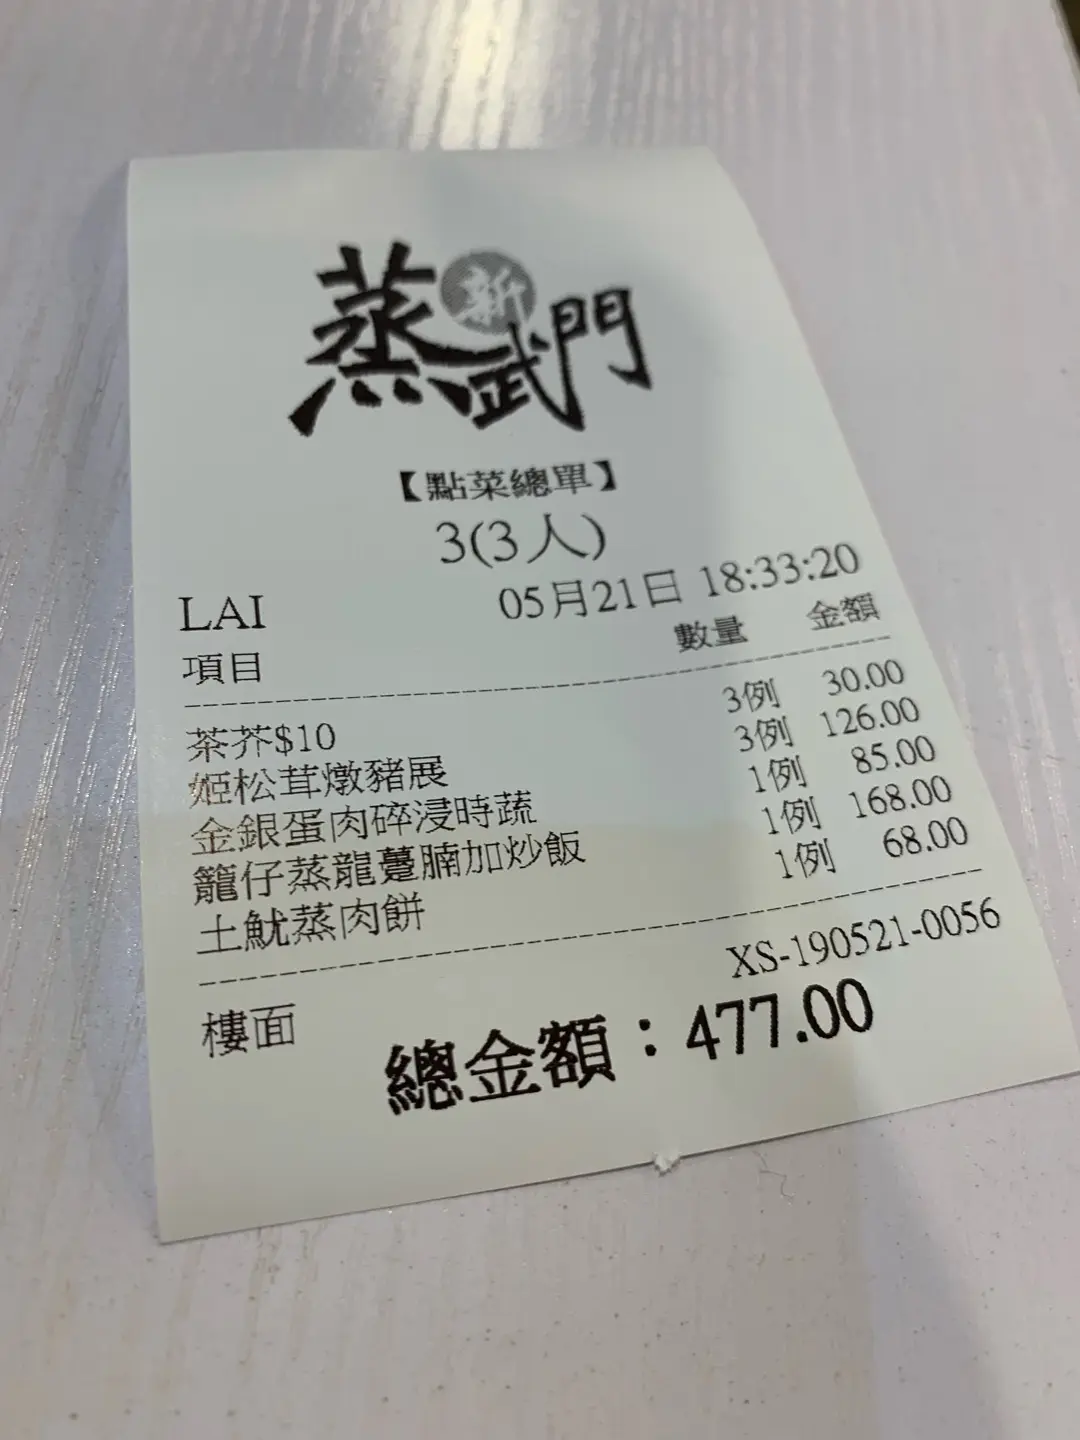 蒸新武門
【點菜總單】
3(3人)
LAI 05月21日 18:33:20
項目 數量 金額
茶芥$10 3例 30.00
姬松茸燉豬展 3例 126.00
金銀蛋肉碎浸時蔬 1例 85.00
籠仔蒸龍躉腩加炒飯 1例 168.00
土魷蒸肉餅 1例 68.00
XS-190521-0056
樓面
總金額：477.00